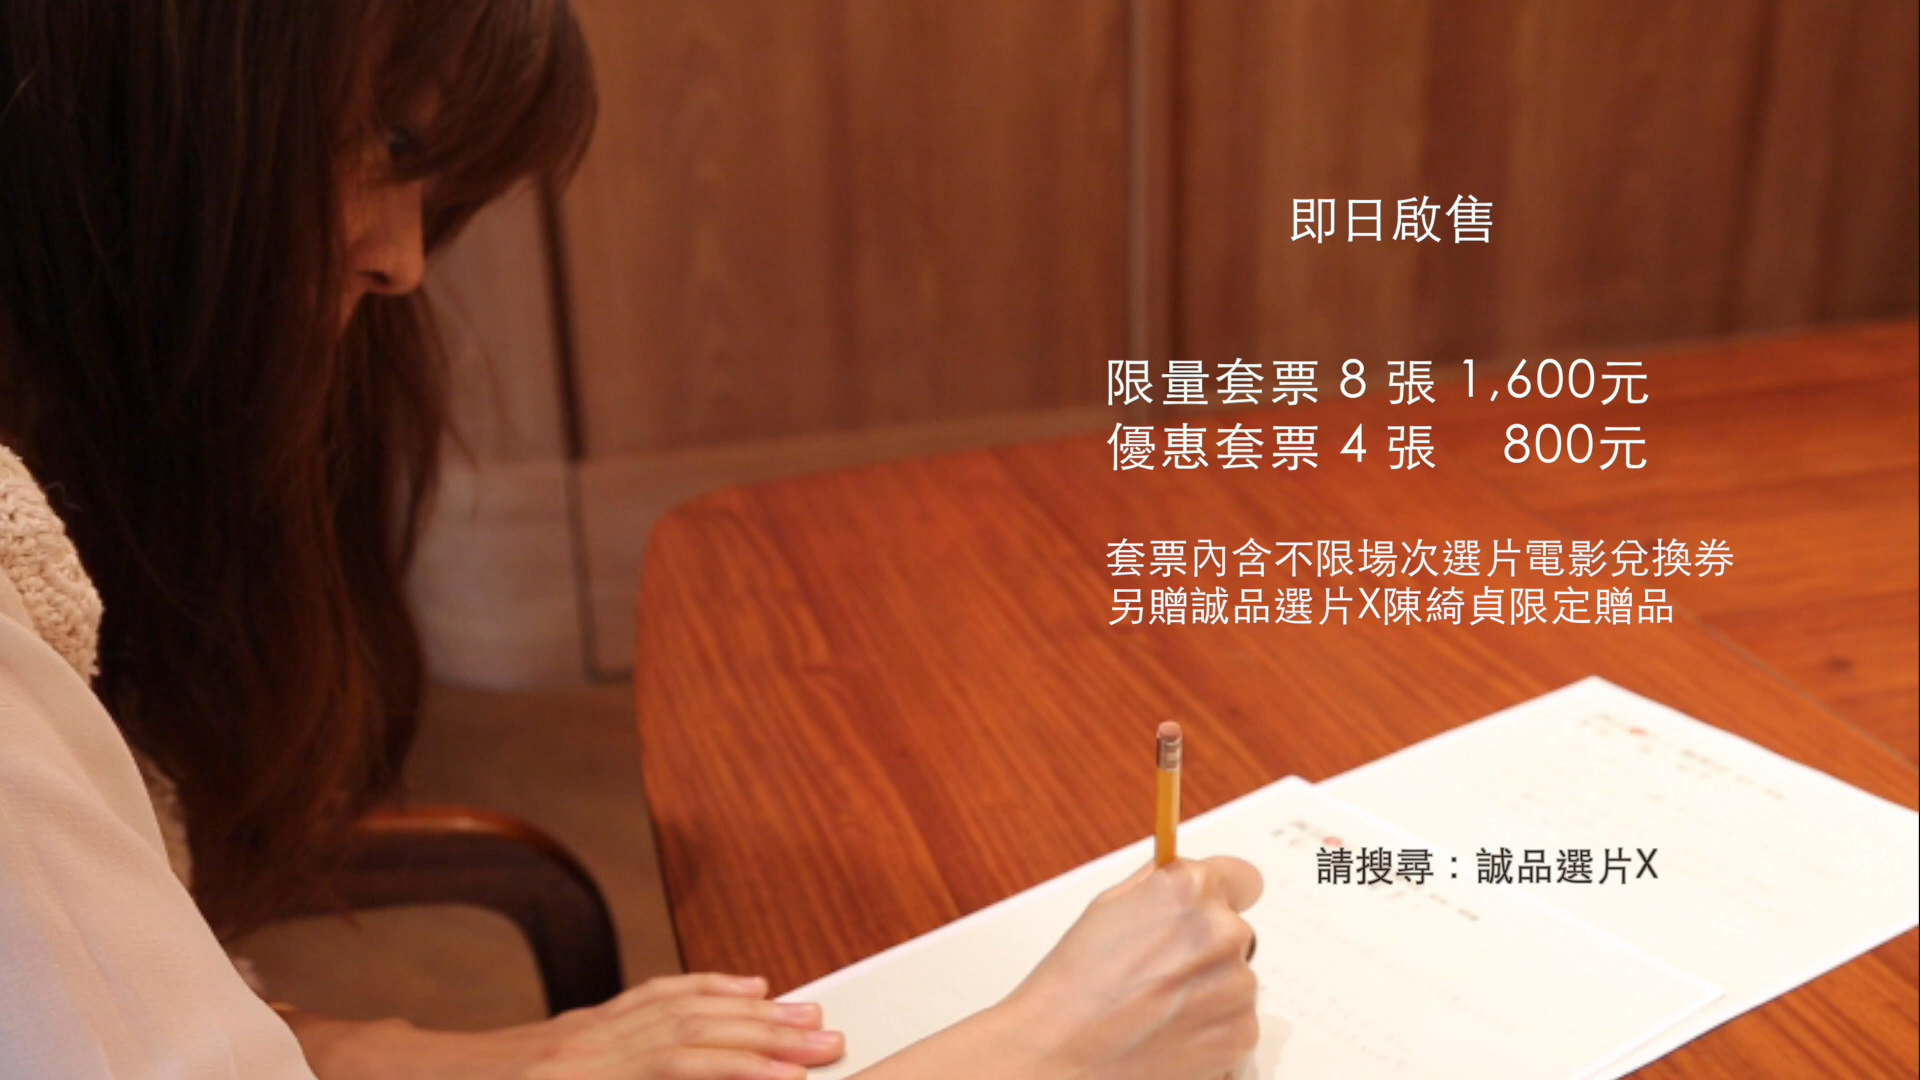 即日啟售
限量套票 8 張 1,600元
優惠套票 4 張 800元
套票內含不限場次選片電影兌換券
另贈誠品選片X陳綺貞限定贈品
請搜尋：誠品選片X